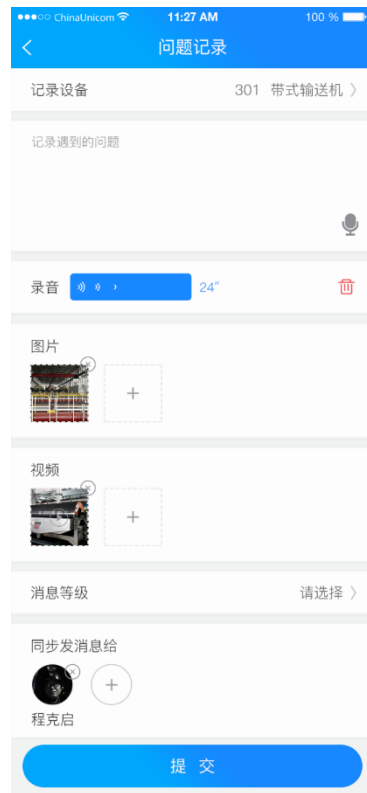 ChinaUnicom 11:27 AM 100 %
问题记录
记录设备 301 带式输送机
记录遇到的问题
录音 24"
图片
视频
消息等级 请选择
同步发消息给
程克启
提 交